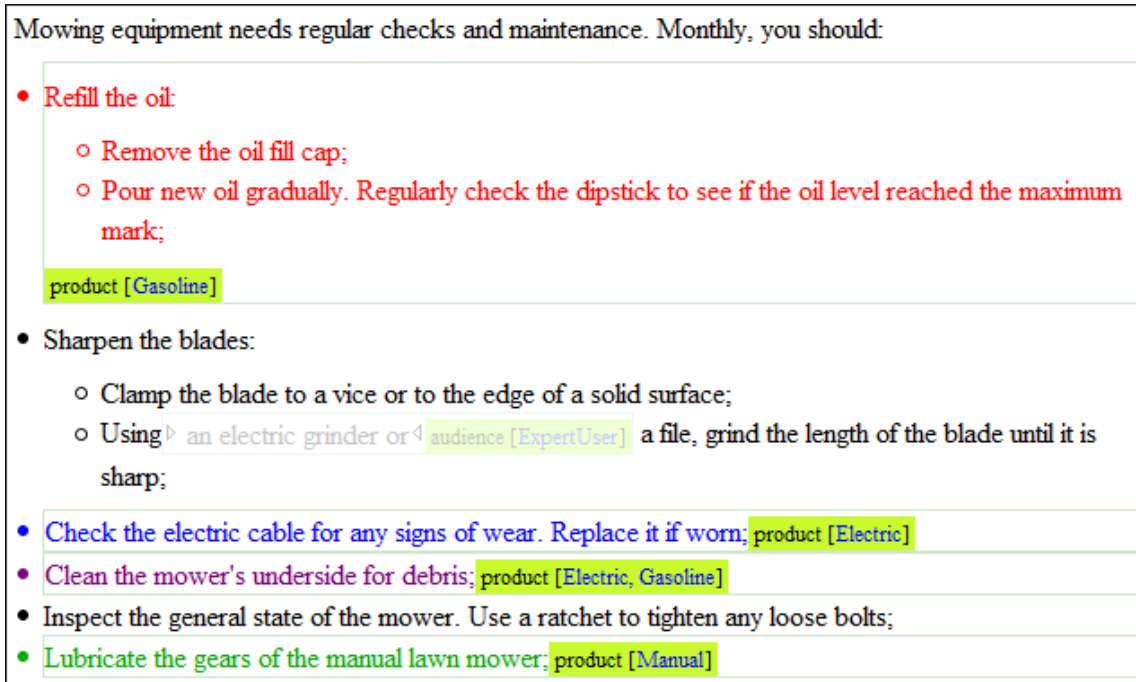 Mowing equipment needs regular checks and maintenance. Monthly, you should:
Refill the oil:
Remove the oil fill cap;
Pour new oil gradually. Regularly check the dipstick to see if the oil level reached the maximum
mark;
product [Gasoline]
Sharpen the blades:
Clamp the blade to a vice or to the edge of a solid surface;
Using an electric grinder or audience [ExpertUser] a file, grind the length of the blade until it is
sharp;
Check the electric cable for any signs of wear. Replace it if worn; product [Electric]
Clean the mower's underside for debris; product [Electric, Gasoline]
Inspect the general state of the mower. Use a ratchet to tighten any loose bolts;
Lubricate the gears of the manual lawn mower; product [Manual]